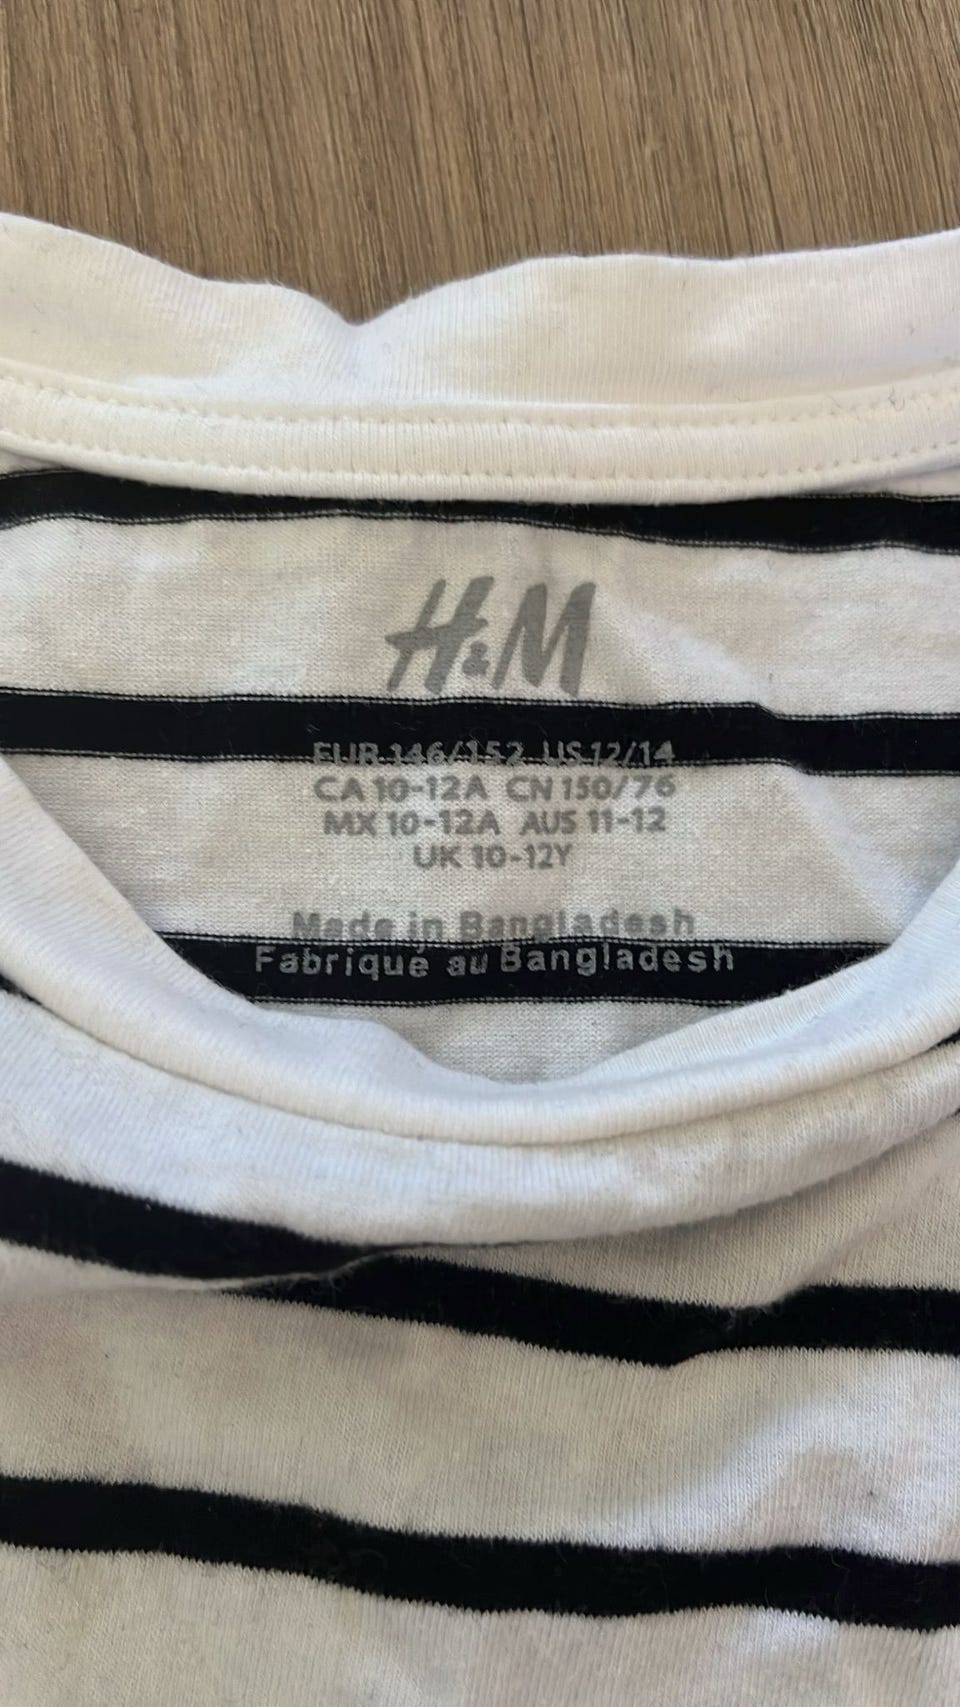 H&M
EUR 146/152 US 12/14
CA 10-12A CN 150/76
MX 10-12A AUS 11-12
UK 10-12Y
Made in Bangladesh
Fabriqué au Bangladesh